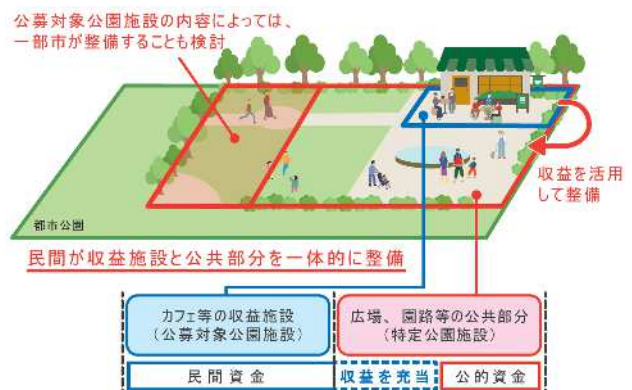 公募対象公園施設の内容によっては、
一部市が整備することも検討
収益を活用
して整備
都市公園
民間が収益施設と公共部分を一体的に整備
カフェ等の収益施設
（公募対象公園施設）
広場、園路等の公共部分
（特定公園施設）
民間資金
収益を充当
公的資金